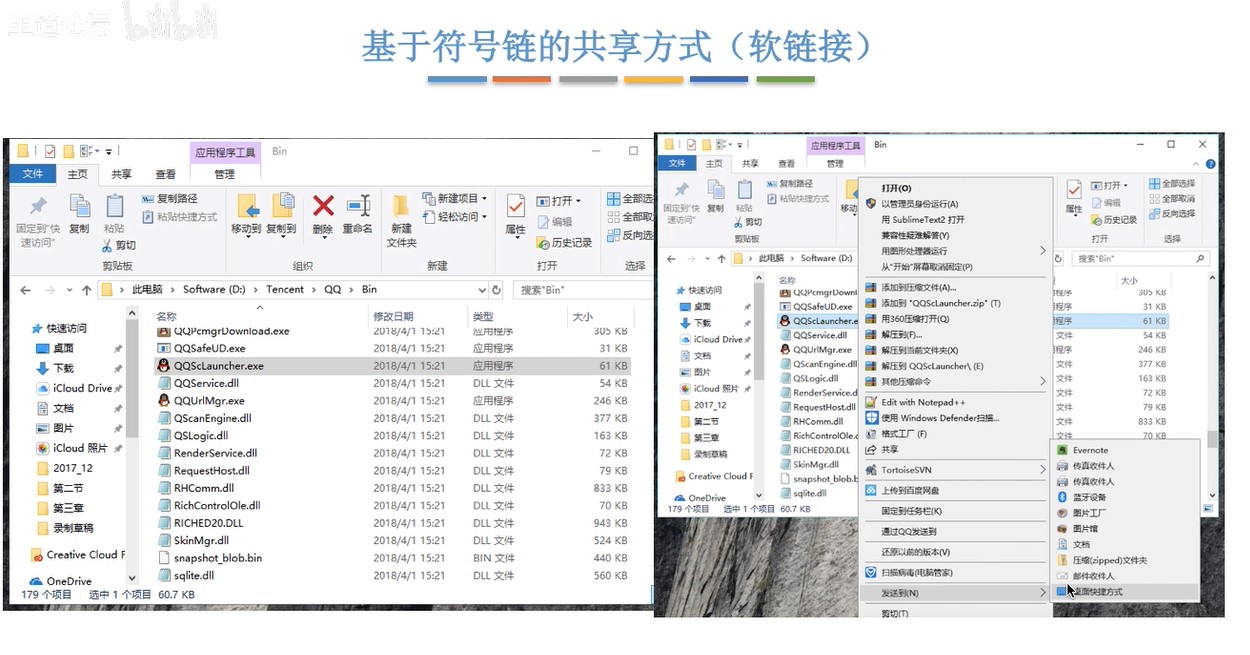 王道论坛 bilibili
基于符号链的共享方式（软链接）
应用程序工具 Bin
文件 主页 共享 查看 管理
固定到"快速访问" 复制 粘贴 复制路径 粘贴快捷方式 剪切
移动到 复制到 删除 重命名
新建文件夹 新建项目 轻松访问
属性 打开 编辑 历史记录
全部选 全部取 反向选
剪贴板 组织 新建 打开 选择
此电脑 › Software (D:) › Tencent › QQ › Bin 搜索"Bin"
名称 修改日期 类型 大小
QQPcmgrDownload.exe 2018/4/1 15:21 应用程序 305 KB
QQSafeUD.exe 2018/4/1 15:21 应用程序 31 KB
QQScLauncher.exe 2018/4/1 15:21 应用程序 61 KB
QQService.dll 2018/4/1 15:21 DLL 文件 54 KB
QQUrlMgr.exe 2018/4/1 15:21 应用程序 246 KB
QScanEngine.dll 2018/4/1 15:21 DLL 文件 377 KB
QSLogic.dll 2018/4/1 15:21 DLL 文件 163 KB
RenderService.dll 2018/4/1 15:21 DLL 文件 72 KB
RequestHost.dll 2018/4/1 15:21 DLL 文件 79 KB
RHComm.dll 2018/4/1 15:21 DLL 文件 833 KB
RichControlOle.dll 2018/4/1 15:21 DLL 文件 70 KB
RICHED20.DLL 2018/4/1 15:21 DLL 文件 943 KB
SkinMgr.dll 2018/4/1 15:21 DLL 文件 524 KB
snapshot_blob.bin 2018/4/1 15:21 BIN 文件 440 KB
sqlite.dll 2018/4/1 15:21 DLL 文件 560 KB
快速访问
桌面
下载
iCloud Drive
文档
图片
iCloud 照片
2017_12
第二节
第三章
录制草稿
Creative Cloud F
OneDrive
179 个项目 选中 1 个项目 60.7 KB
应用程序工具 Bin
文件 主页 共享 查看 管理
固定到"快速访问" 复制 粘贴 复制路径 粘贴快捷方式 剪切
移动
属性 打开 编辑 历史记录
全部选择 全部取消 反向选择
剪贴板 打开 选择
此电脑 › Software (D:) 搜索"Bin"
名称 大小
QQPcmgrDownl 程序 305 KB
QQSafeUD.exe 程序 31 KB
QQScLauncher.e 程序 61 KB
QQService.dll 文件 54 KB
QQUrlMgr.exe 程序 246 KB
QScanEngine.dll 文件 377 KB
QSLogic.dll 文件 163 KB
RenderService.d 文件 72 KB
RequestHost.dll 文件 79 KB
RHComm.dll 文件 833 KB
RichControlOle. 文件 70 KB
RICHED20.DLL
SkinMgr.dll
snapshot_blob.b
sqlite.dll
快速访问
桌面
下载
iCloud Drive
文档
图片
iCloud 照片
2017_12
第二节
第三章
录制草稿
Creative Cloud F
OneDrive
179 个项目 选中 1 个项目 60.7 KB
打开(O)
以管理员身份运行(A)
用 SublimeText2 打开
兼容性疑难解答(Y)
用图形处理器运行
从"开始"屏幕取消固定(P)
添加到压缩文件(A)...
添加到 "QQScLauncher.zip" (T)
用360压缩打开(Q)
解压到(F)...
解压到当前文件夹(X)
解压到 QQScLauncher\ (E)
其他压缩命令
Edit with Notepad++
使用 Windows Defender扫描...
格式工厂 (F)
共享
TortoiseSVN
上传到百度网盘
固定到任务栏(K)
通过QQ发送到
还原以前的版本(V)
扫描病毒(电脑管家)
发送到(N)
剪切(T)
Evernote
传真收件人
传真收件人
蓝牙设备
图片工厂
图片馆
文档
压缩(zipped)文件夹
邮件收件人
桌面快捷方式